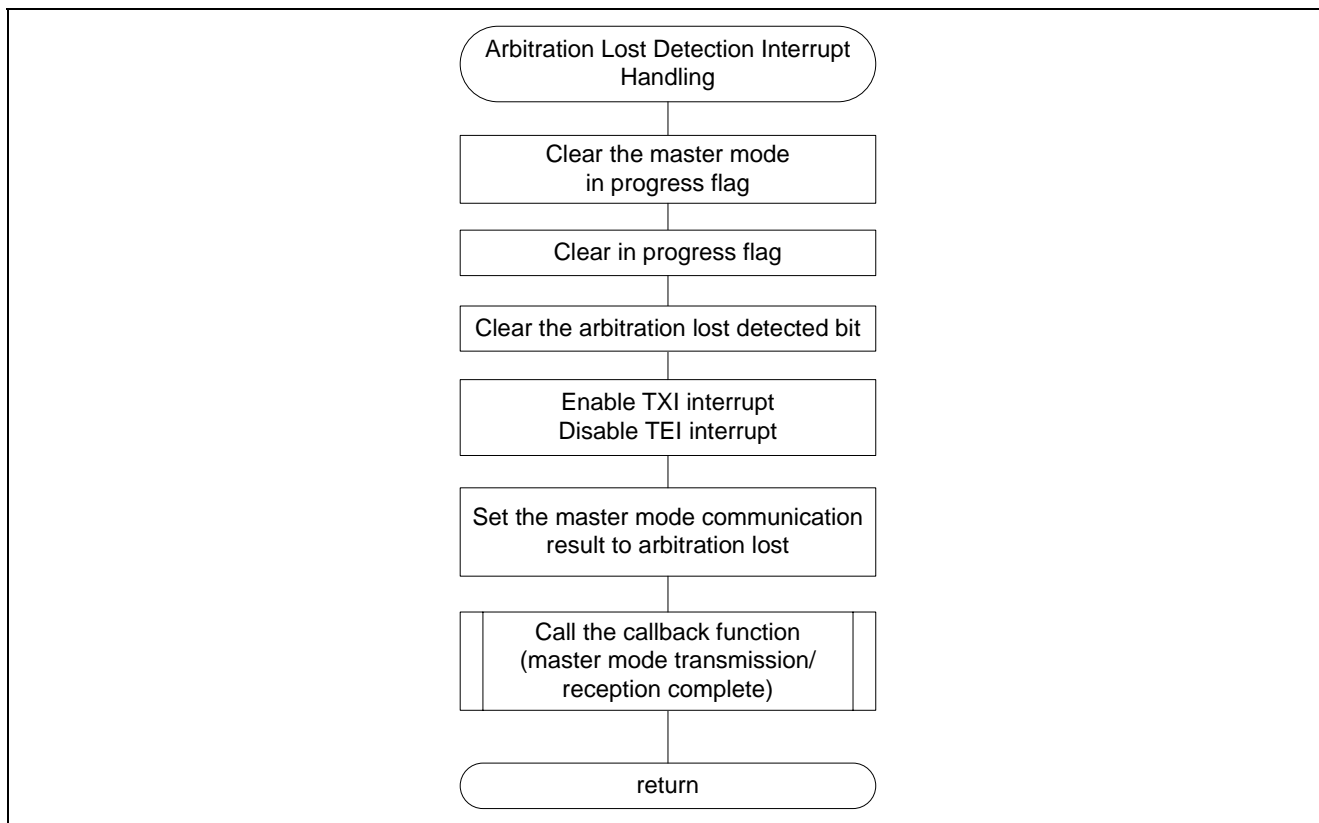 Arbitration Lost Detection Interrupt
Handling
Clear the master mode
in progress flag
Clear in progress flag
Clear the arbitration lost detected bit
Enable TXI interrupt
Disable TEI interrupt
Set the master mode communication
result to arbitration lost
Call the callback function
(master mode transmission/
reception complete)
return